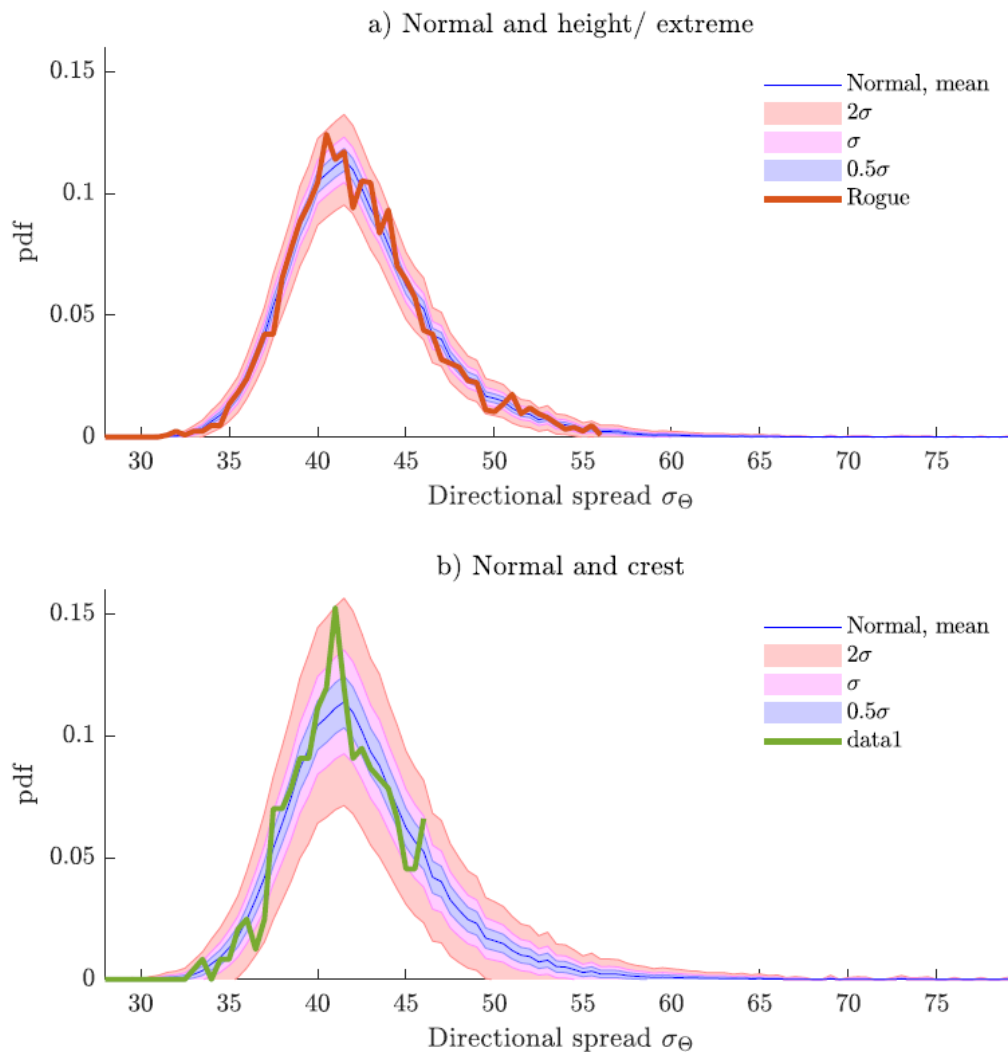 a) Normal and height/ extreme
0.15
0.1
0.05
0
pdf
Normal, mean
2σ
σ
0.5σ
Rogue
30 35 40 45 50 55 60 65 70 75
Directional spread σ_Θ
b) Normal and crest
0.15
0.1
0.05
0
pdf
Normal, mean
2σ
σ
0.5σ
data1
30 35 40 45 50 55 60 65 70 75
Directional spread σ_Θ